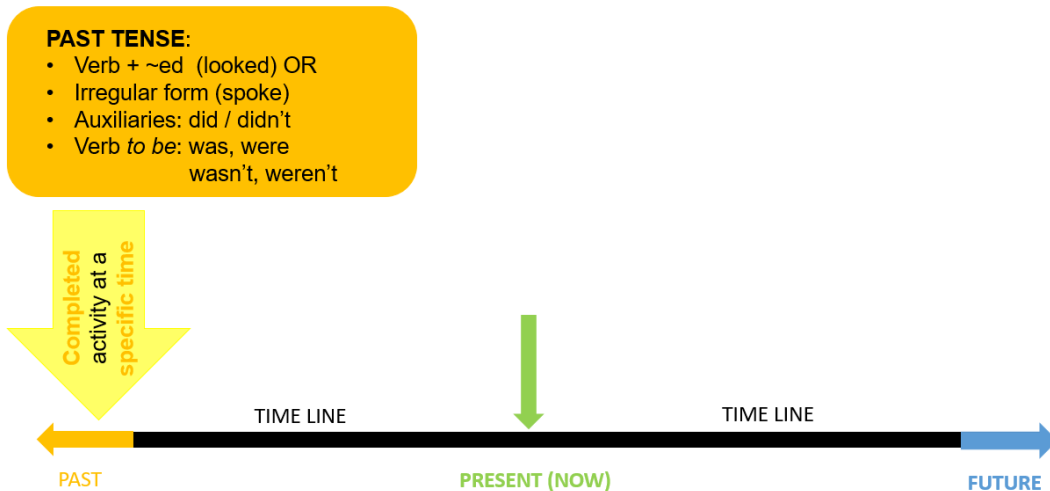 PAST TENSE:
• Verb + ~ed (looked) OR
• Irregular form (spoke)
• Auxiliaries: did / didn’t
• Verb to be: was, were
wasn’t, weren’t
Completed
activity at a
specific time
TIME LINE
TIME LINE
PAST
PRESENT (NOW)
FUTURE